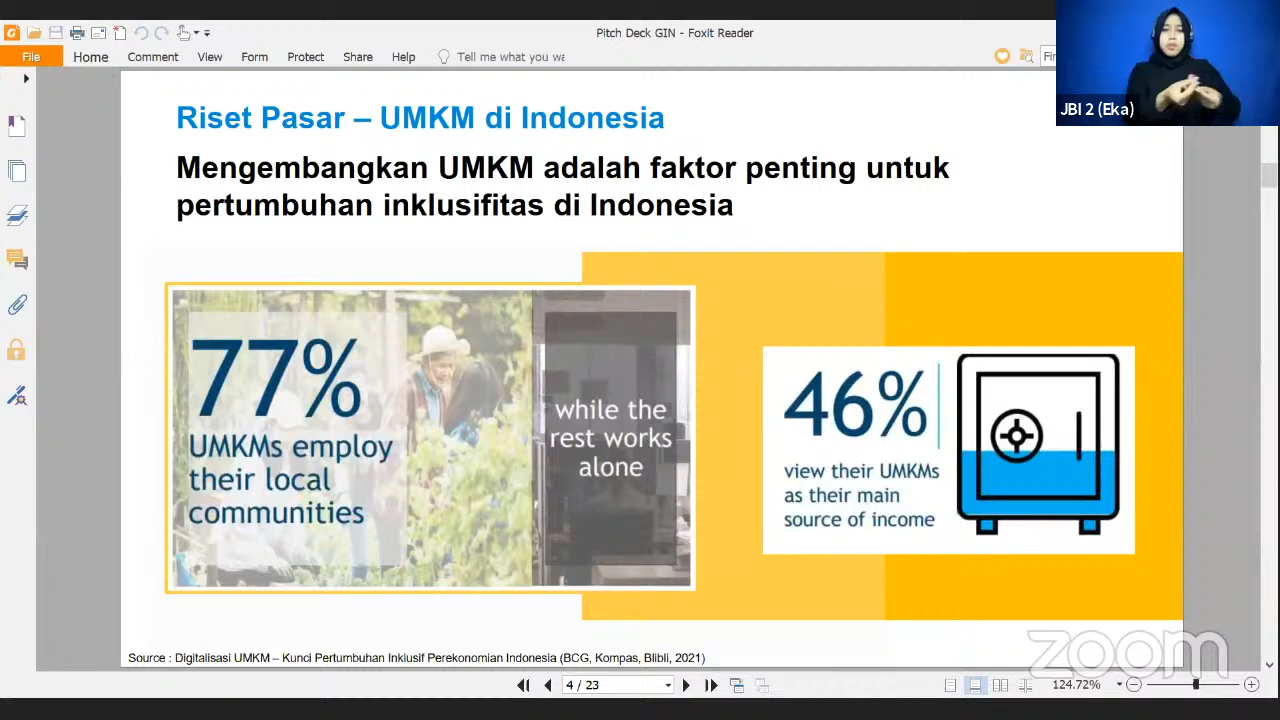 Pitch Deck GIN - Foxit Reader
File Home Comment View Form Protect Share Help Tell me what you wa
JBI 2 (Eka)
Riset Pasar – UMKM di Indonesia
Mengembangkan UMKM adalah faktor penting untuk
pertumbuhan inklusifitas di Indonesia
77%
UMKMs employ
their local
communities
while the
rest works
alone
46%
view their UMKMs
as their main
source of income
Source : Digitalisasi UMKM – Kunci Pertumbuhan Inklusif Perekonomian Indonesia (BCG, Kompas, Blibli, 2021)
zoom
4 / 23
124.72%